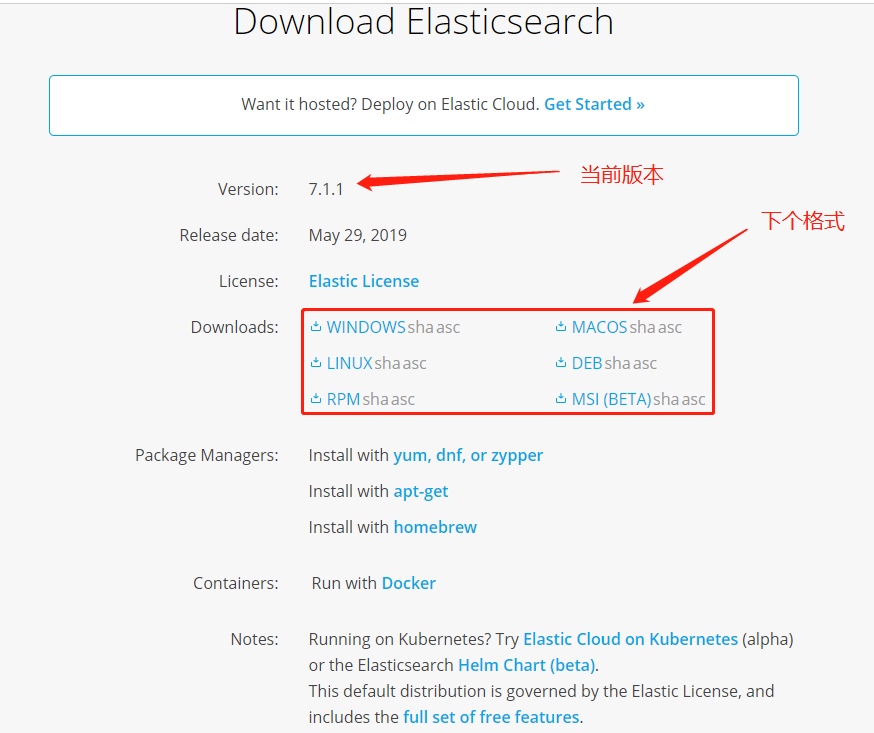 Download Elasticsearch
Want it hosted? Deploy on Elastic Cloud. Get Started »
Version: 7.1.1
当前版本
下个格式
Release date: May 29, 2019
License: Elastic License
Downloads: WINDOWS sha asc MACOS sha asc
LINUX sha asc DEB sha asc
RPM sha asc MSI (BETA) sha asc
Package Managers: Install with yum, dnf, or zypper
Install with apt-get
Install with homebrew
Containers: Run with Docker
Notes: Running on Kubernetes? Try Elastic Cloud on Kubernetes (alpha)
or the Elasticsearch Helm Chart (beta).
This default distribution is governed by the Elastic License, and
includes the full set of free features.